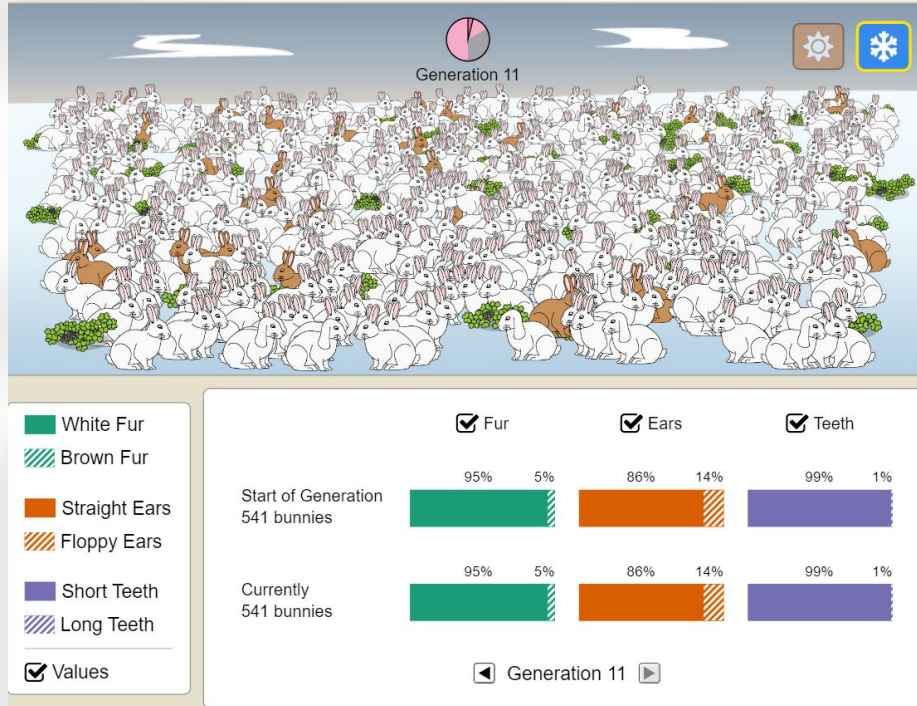 Generation 11
White Fur
Brown Fur
Straight Ears
Floppy Ears
Short Teeth
Long Teeth
Values
Fur Ears Teeth
95% 5% 86% 14% 99% 1%
Start of Generation
541 bunnies
95% 5% 86% 14% 99% 1%
Currently
541 bunnies
Generation 11